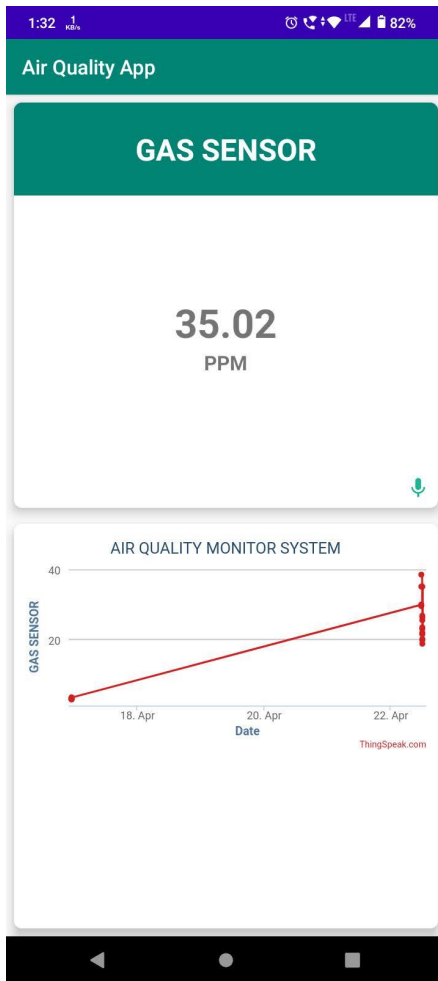 1:32 1 KB/s LTE 82%
Air Quality App
GAS SENSOR
35.02
PPM
AIR QUALITY MONITOR SYSTEM
40
20
GAS SENSOR
18. Apr 20. Apr 22. Apr
Date
ThingSpeak.com